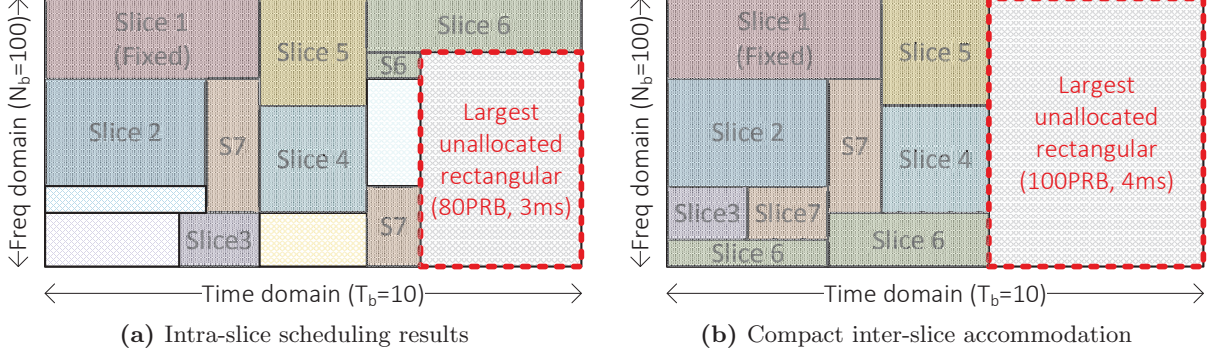 ←Freq domain (N_b=100)→
Slice 1
(Fixed)
Slice 5
Slice 6
S6
Slice 2
S7
Slice 4
Largest
unallocated
rectangular
(80PRB, 3ms)
S7
Slice3
Time domain (T_b=10)
(a) Intra-slice scheduling results
←Freq domain (N_b=100)→
Slice 1
(Fixed)
Slice 5
Slice 2
S7
Slice 4
Largest
unallocated
rectangular
(100PRB, 4ms)
Slice3
Slice7
Slice 6
Slice 6
Time domain (T_b=10)
(b) Compact inter-slice accommodation